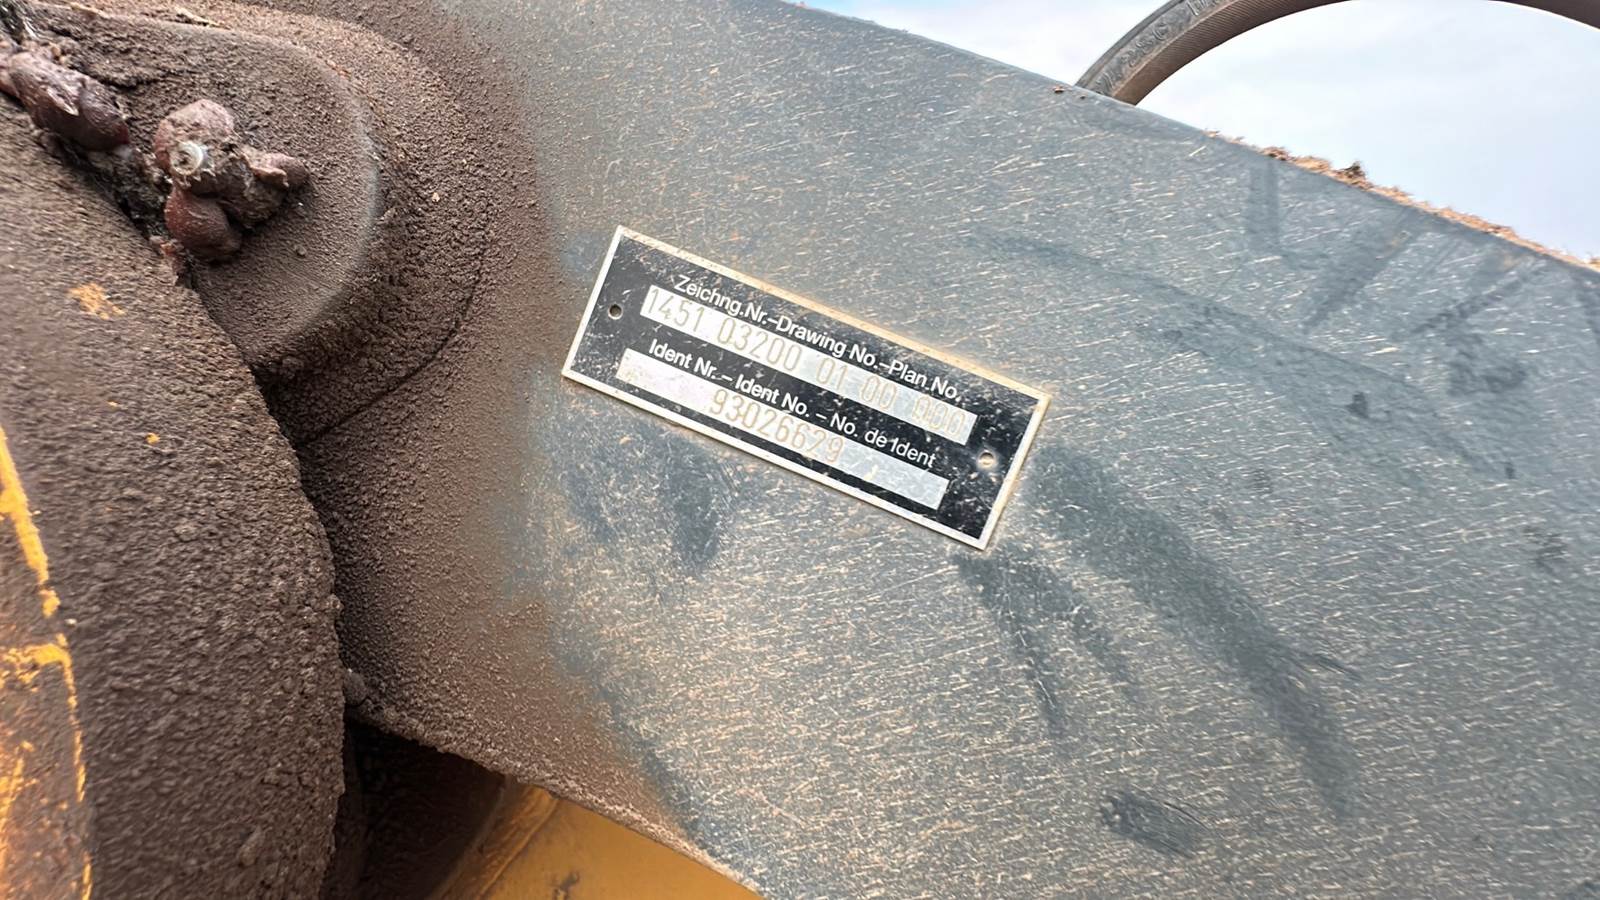 Zeichng.Nr.–Drawing No.–Plan.No.
1451 03200 01 00 000
Ident Nr.– Ident No. – No. de Ident
93026629